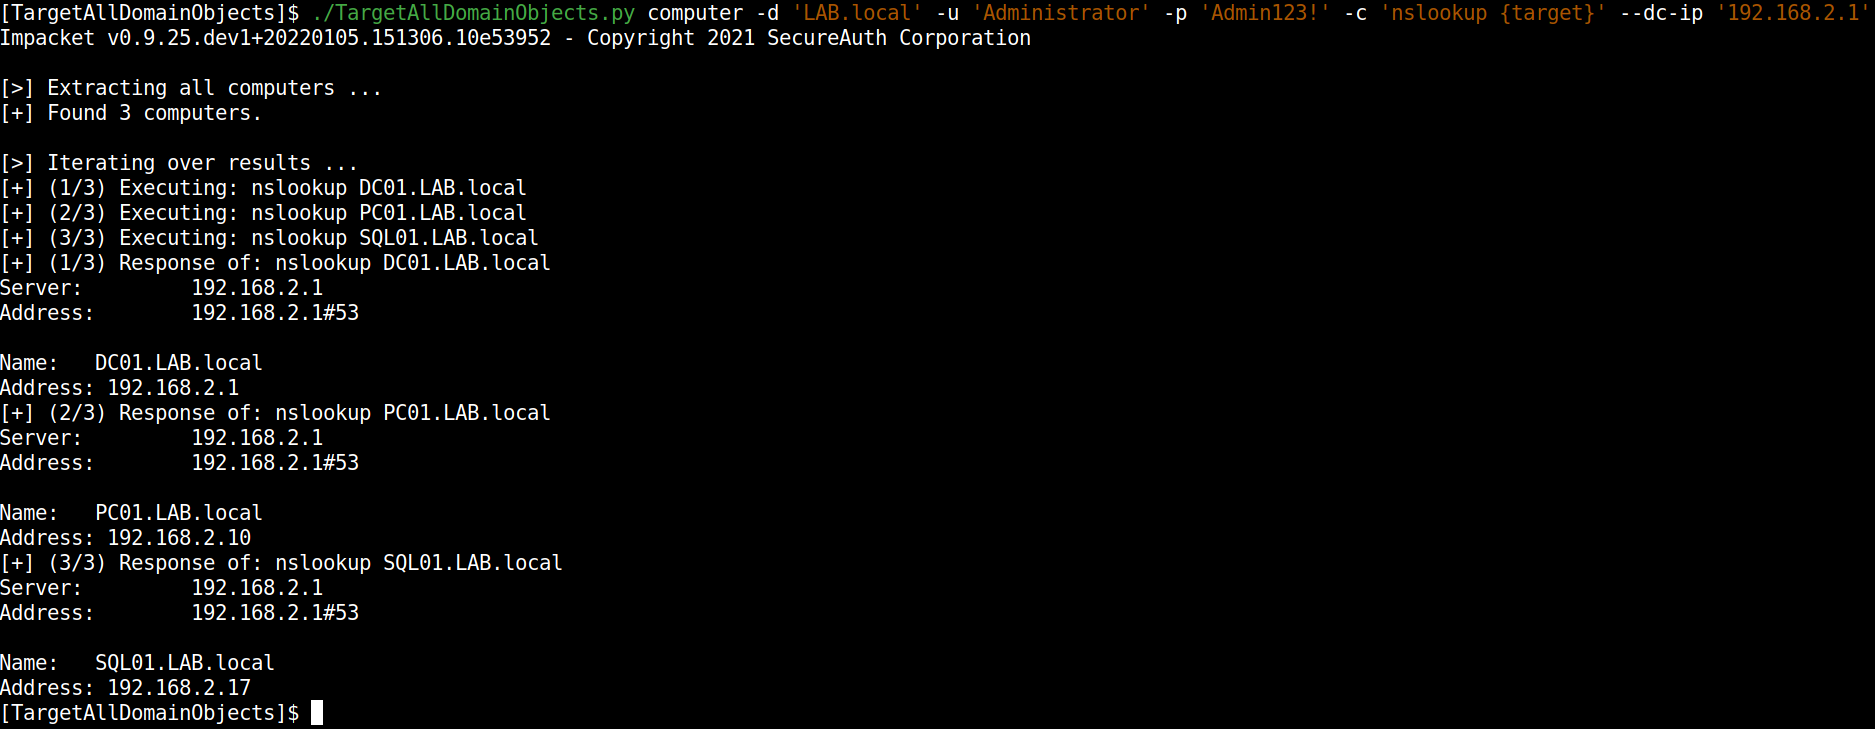 [TargetAllDomainObjects]$ ./TargetAllDomainObjects.py computer -d 'LAB.local' -u 'Administrator' -p 'Admin123!' -c 'nslookup {target}' --dc-ip '192.168.2.1'
Impacket v0.9.25.dev1+20220105.151306.10e53952 - Copyright 2021 SecureAuth Corporation

[>] Extracting all computers ...
[+] Found 3 computers.

[>] Iterating over results ...
[+] (1/3) Executing: nslookup DC01.LAB.local
[+] (2/3) Executing: nslookup PC01.LAB.local
[+] (3/3) Executing: nslookup SQL01.LAB.local
[+] (1/3) Response of: nslookup DC01.LAB.local
Server:         192.168.2.1
Address:        192.168.2.1#53

Name:   DC01.LAB.local
Address: 192.168.2.1
[+] (2/3) Response of: nslookup PC01.LAB.local
Server:         192.168.2.1
Address:        192.168.2.1#53

Name:   PC01.LAB.local
Address: 192.168.2.10
[+] (3/3) Response of: nslookup SQL01.LAB.local
Server:         192.168.2.1
Address:        192.168.2.1#53

Name:   SQL01.LAB.local
Address: 192.168.2.17
[TargetAllDomainObjects]$